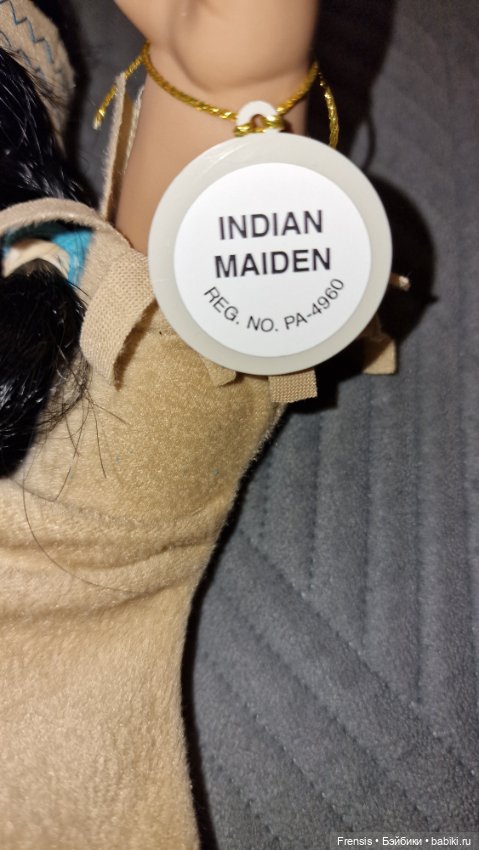 INDIAN
MAIDEN
REG. NO. PA-4960
Frensis • Бэйбики • babiki.ru